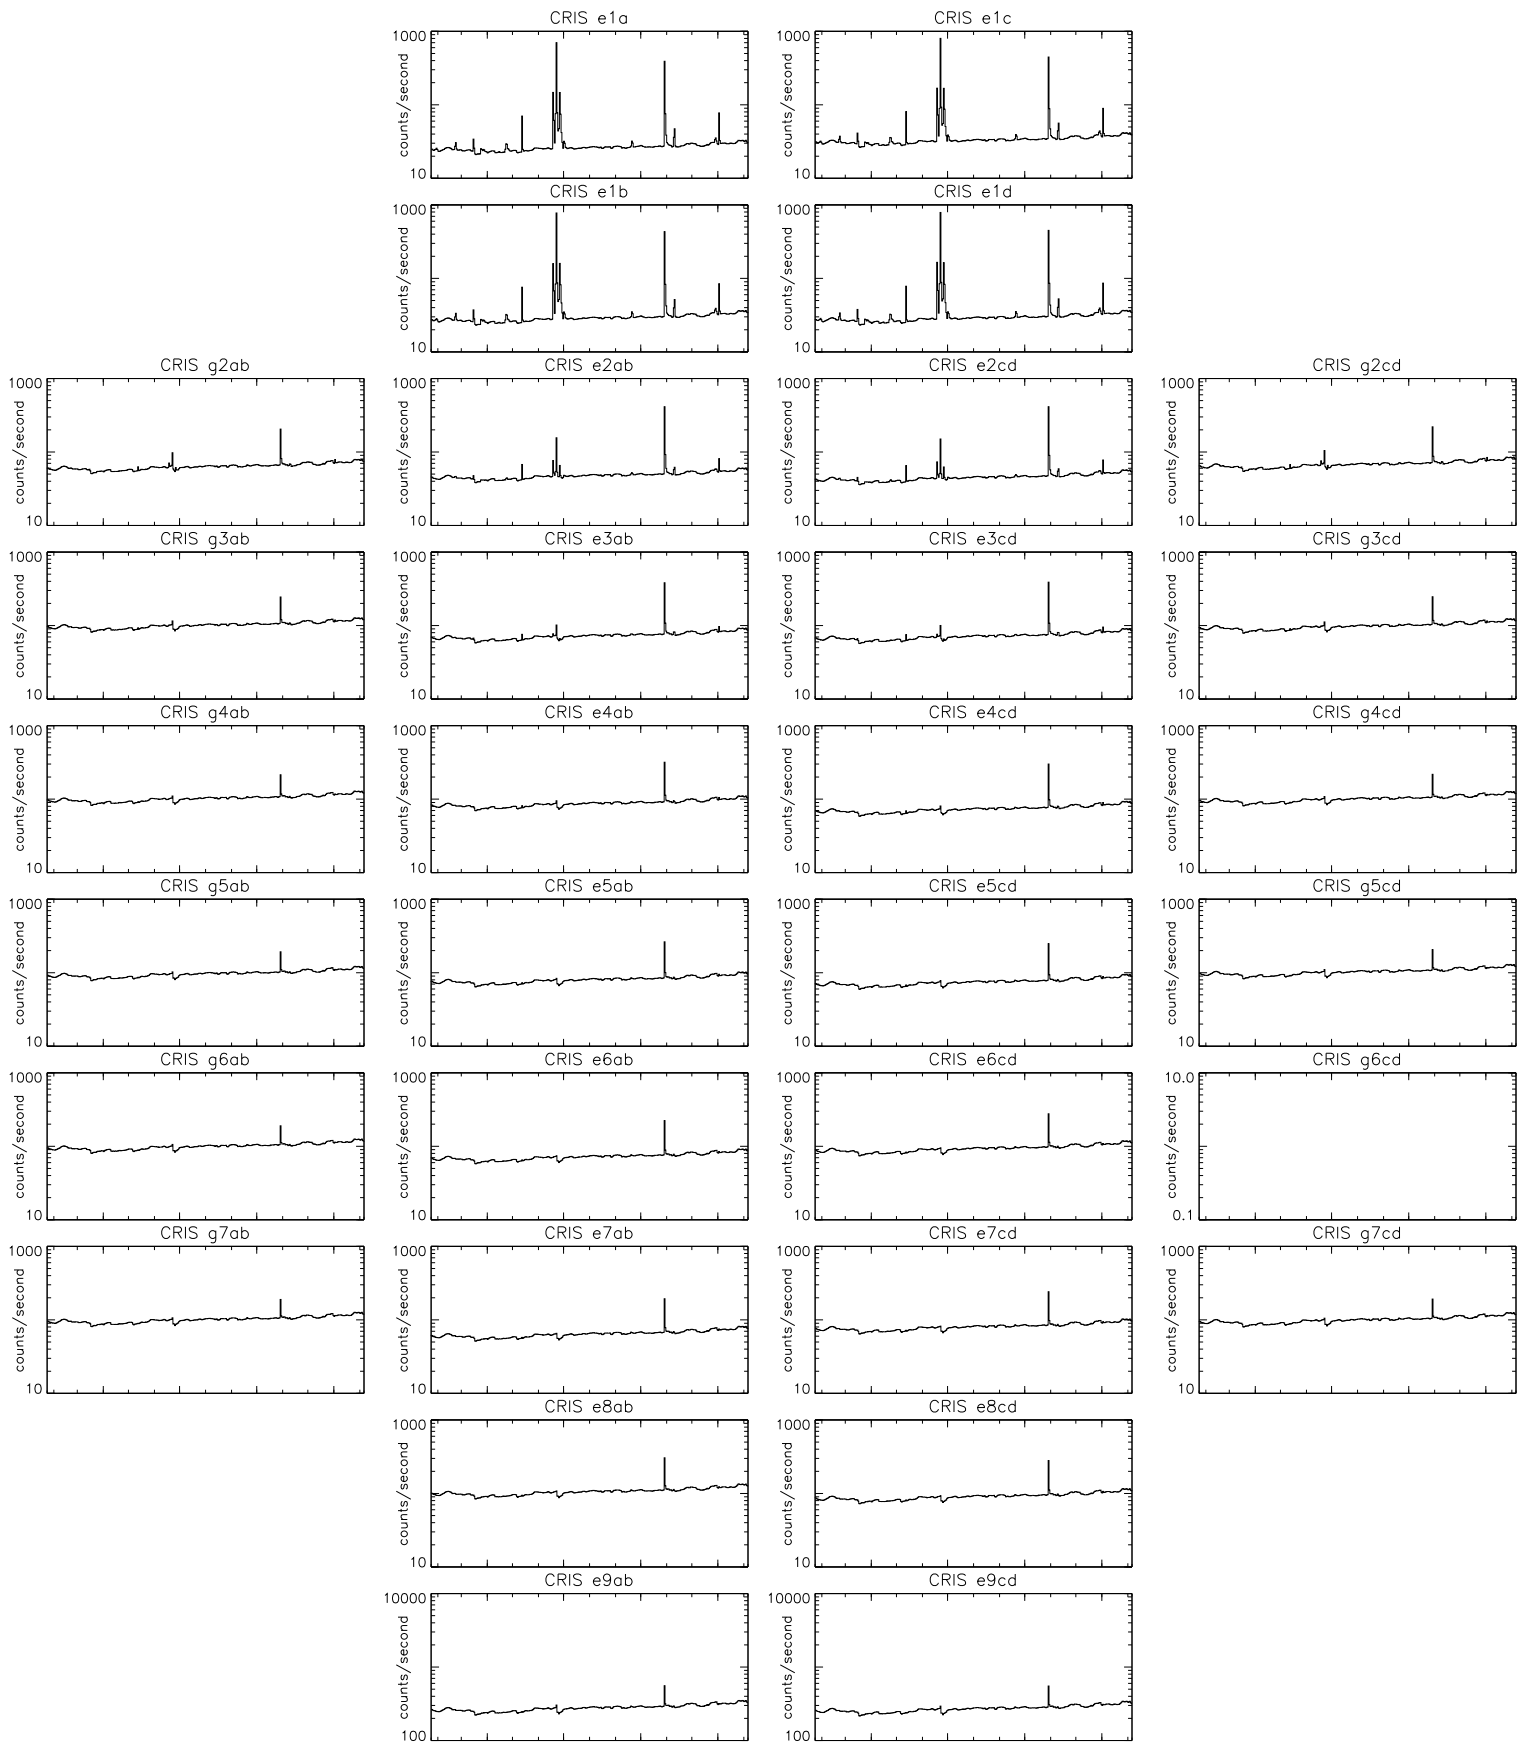 CRIS e1a
CRIS e1c
1000
counts/second
10
1000
counts/second
10
CRIS e1b
CRIS e1d
1000
counts/second
10
1000
counts/second
10
CRIS g2ab
CRIS e2ab
CRIS e2cd
CRIS g2cd
1000
counts/second
10
1000
counts/second
10
1000
counts/second
10
1000
counts/second
10
CRIS g3ab
CRIS e3ab
CRIS e3cd
CRIS g3cd
1000
counts/second
10
1000
counts/second
10
1000
counts/second
10
1000
counts/second
10
CRIS g4ab
CRIS e4ab
CRIS e4cd
CRIS g4cd
1000
counts/second
10
1000
counts/second
10
1000
counts/second
10
1000
counts/second
10
CRIS g5ab
CRIS e5ab
CRIS e5cd
CRIS g5cd
1000
counts/second
10
1000
counts/second
10
1000
counts/second
10
1000
counts/second
10
CRIS g6ab
CRIS e6ab
CRIS e6cd
CRIS g6cd
1000
counts/second
10
1000
counts/second
10
1000
counts/second
10
10.0
counts/second
0.1
CRIS g7ab
CRIS e7ab
CRIS e7cd
CRIS g7cd
1000
counts/second
10
1000
counts/second
10
1000
counts/second
10
1000
counts/second
10
CRIS e8ab
CRIS e8cd
1000
counts/second
10
1000
counts/second
10
CRIS e9ab
CRIS e9cd
10000
counts/second
100
10000
counts/second
100